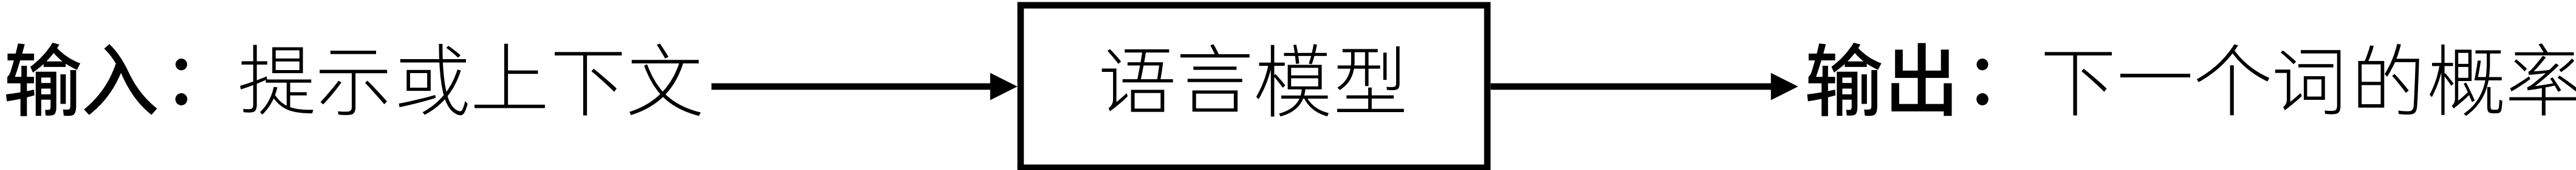 输入：提示或上下文
语言模型
输出：下一个词的概率